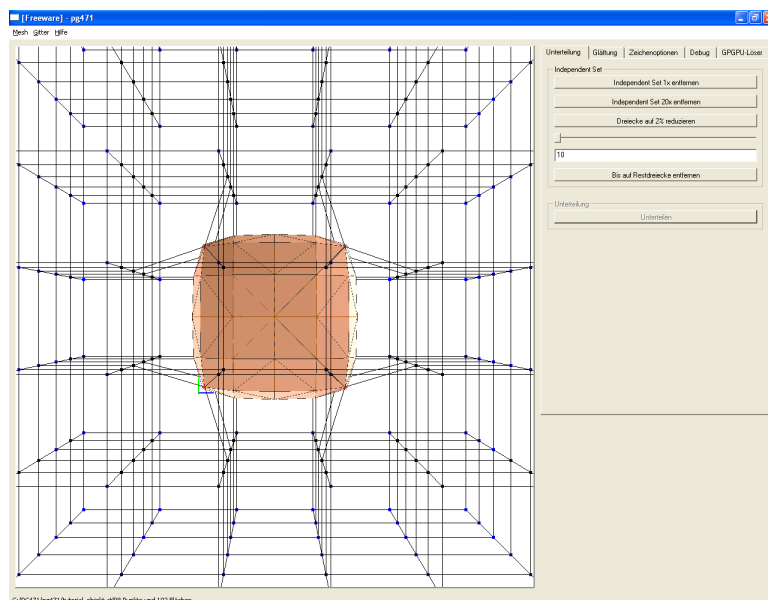 [Freeware] - pg471
Mesh Gitter Hilfe
Unterteilung Glättung Zeichenoptionen Debug GPGPU-Löser
Independent Set
Independent Set 1x entfernen
Independent Set 20x entfernen
Dreiecke auf 2% reduzieren
10
Bis auf Restdreiecke entfernen
Unterteilung
Unterteilen